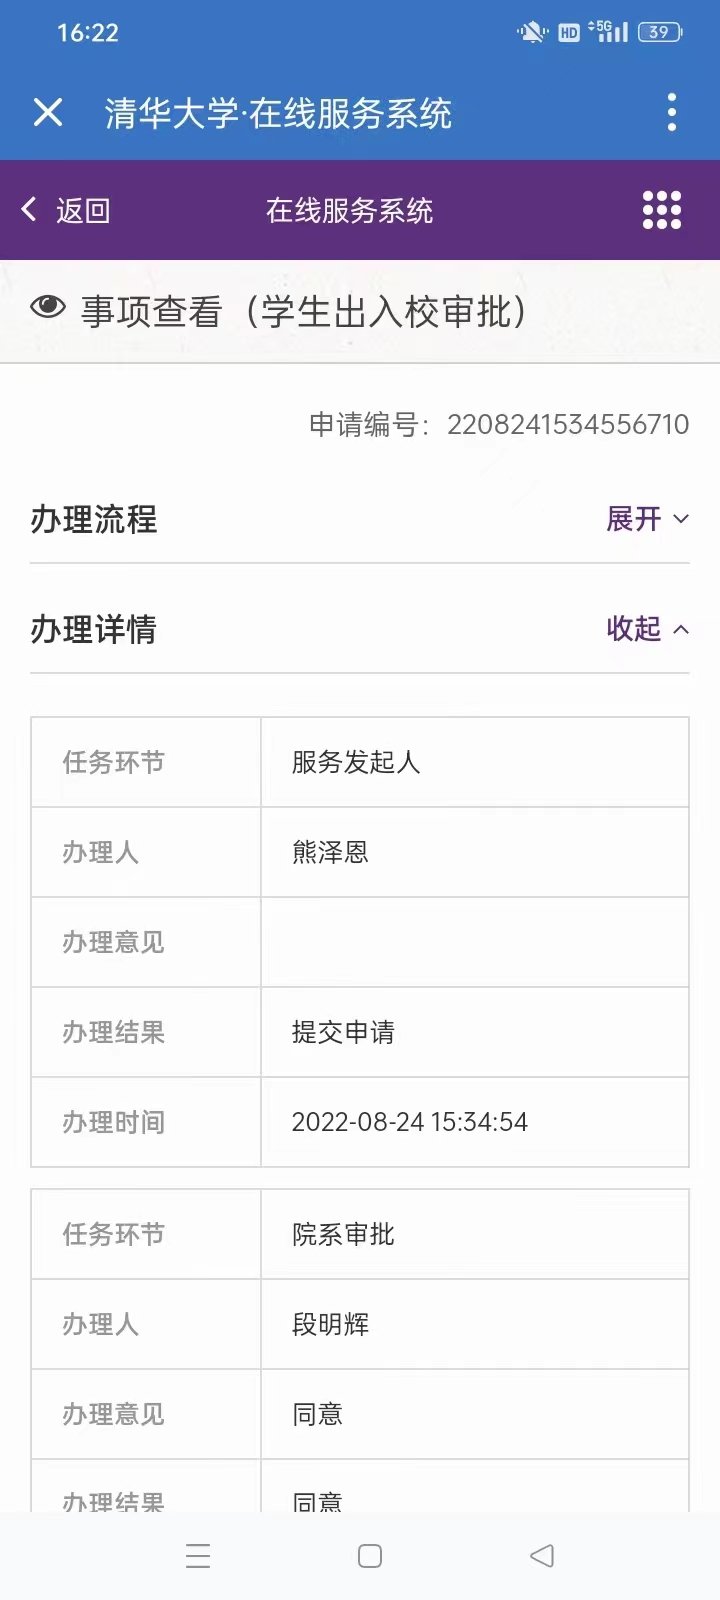 16:22
HD 5G 39
清华大学·在线服务系统
返回 在线服务系统
事项查看（学生出入校审批）
申请编号：2208241534556710
办理流程 展开
办理详情 收起
任务环节 服务发起人
办理人 熊泽恩
办理意见
办理结果 提交申请
办理时间 2022-08-24 15:34:54
任务环节 院系审批
办理人 段明辉
办理意见 同意
办理结果 同意